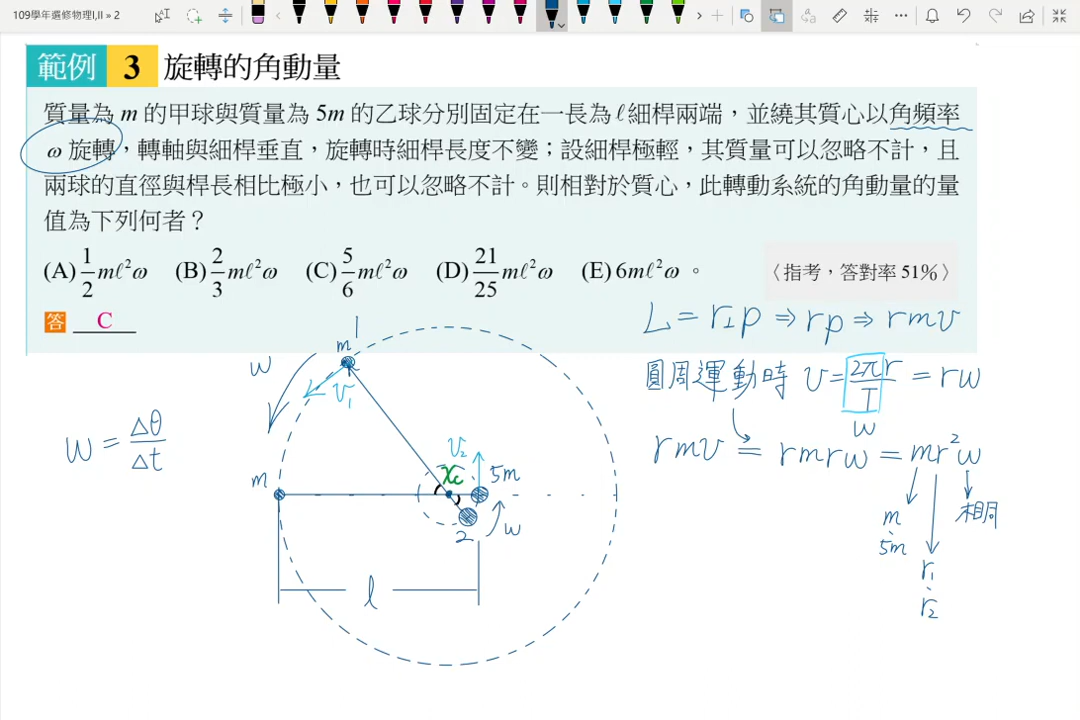 109學年選修物理I,II » 2
範例 3 旋轉的角動量
質量為 m 的甲球與質量為 5m 的乙球分別固定在一長為 ℓ 細桿兩端，並繞其質心以角頻率
ω 旋轉，轉軸與細桿垂直，旋轉時細桿長度不變；設細桿極輕，其質量可以忽略不計，且
兩球的直徑與桿長相比極小，也可以忽略不計。則相對於質心，此轉動系統的角動量的量
值為下列何者？
(A) 1/2 mℓ²ω (B) 2/3 mℓ²ω (C) 5/6 mℓ²ω (D) 21/25 mℓ²ω (E) 6mℓ²ω 。 〈指考，答對率 51%〉
答 C
L = r⊥p ⇒ rp ⇒ rmv
圓周運動時 v = 2πr/T = rω
ω
rmv = rmrω = mr²ω
m 、 5m
r₁ 、 r₂
相同
ω = Δθ/Δt
ω
1
m
v₁
m
v₂
Xc
5m
2
ω
l